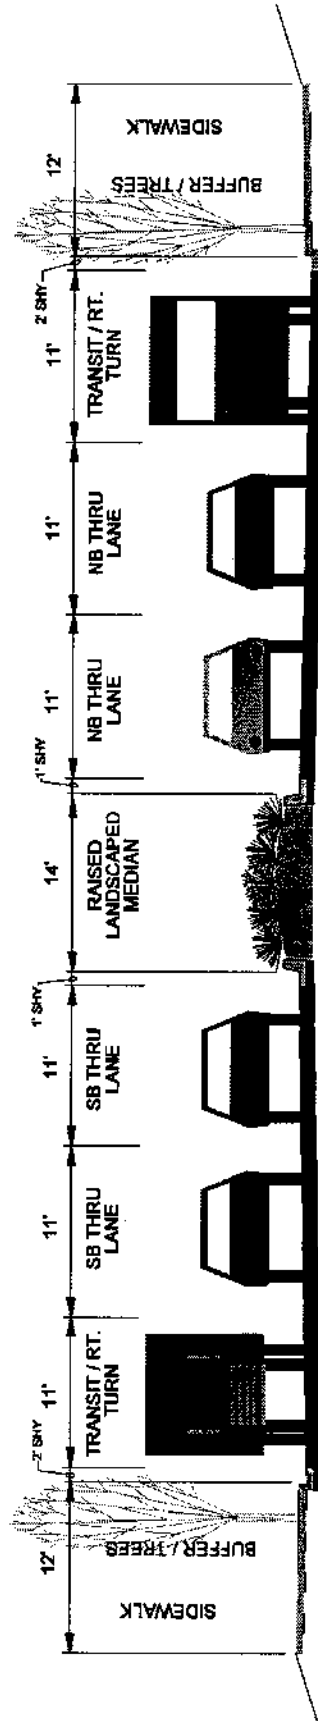 12'
SIDEWALK
BUFFER / TREES
2' SHY
11'
TRANSIT / RT.
TURN
11'
SB THRU
LANE
11'
SB THRU
LANE
1' SHY
14'
RAISED
LANDSCAPED
MEDIAN
1' SHY
11'
NB THRU
LANE
11'
NB THRU
LANE
11'
TRANSIT / RT.
TURN
2' SHY
12'
BUFFER / TREES
SIDEWALK